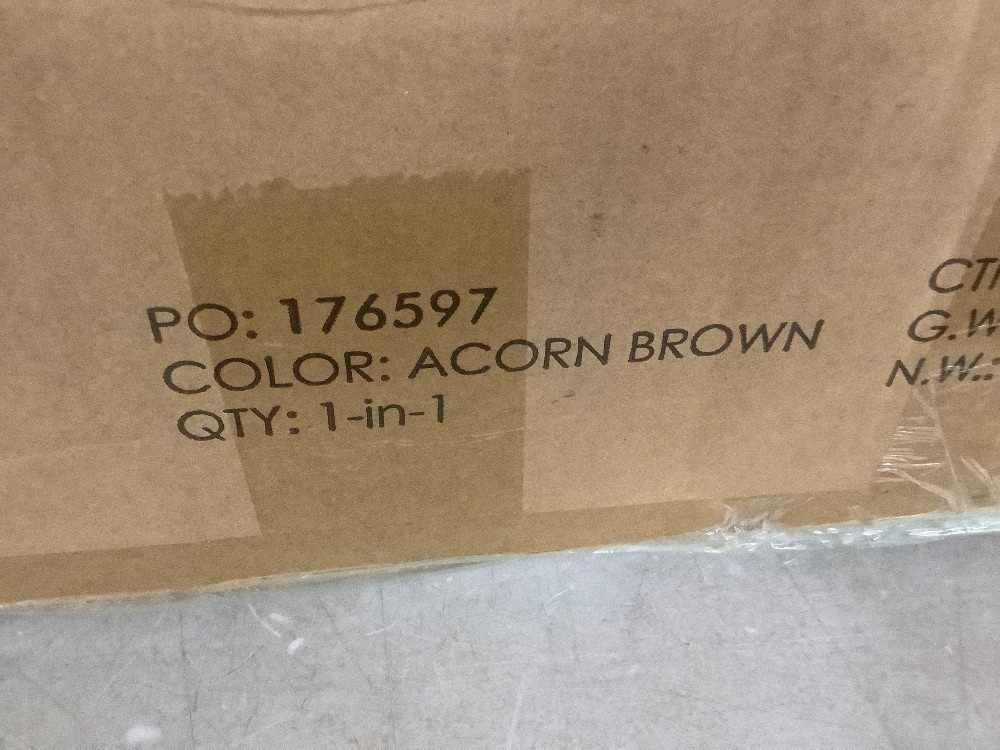 PO: 176597
COLOR: ACORN BROWN
QTY: 1-in-1
G.W
N.W.: